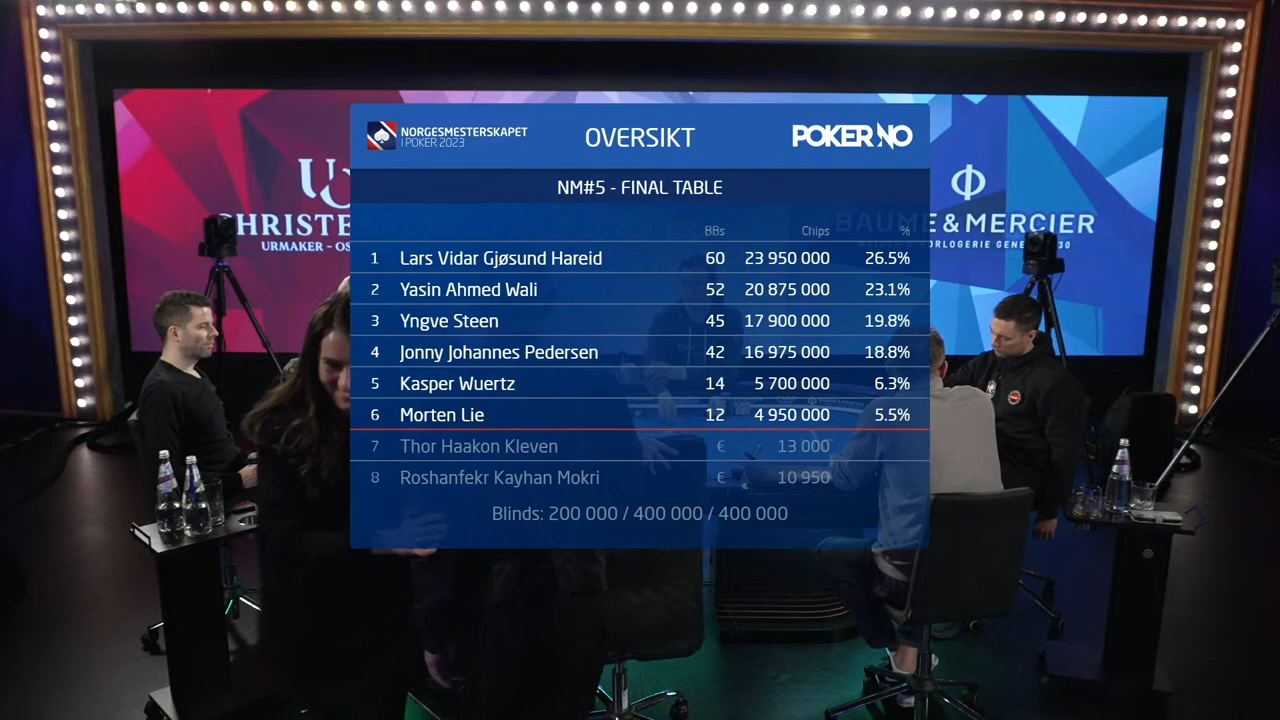 NORGESMESTERSKAPET
I POKER 2023
OVERSIKT
POKER.NO
NM#5 - FINAL TABLE
BBs Chips %
1 Lars Vidar Gjøsund Hareid 60 23 950 000 26.5%
2 Yasin Ahmed Wali 52 20 875 000 23.1%
3 Yngve Steen 45 17 900 000 19.8%
4 Jonny Johannes Pedersen 42 16 975 000 18.8%
5 Kasper Wuertz 14 5 700 000 6.3%
6 Morten Lie 12 4 950 000 5.5%
7 Thor Haakon Kleven € 13 000
8 Roshanfekr Kayhan Mokri € 10 950
Blinds: 200 000 / 400 000 / 400 000
CHRISTE
URMAKER - OS
BAUME & MERCIER